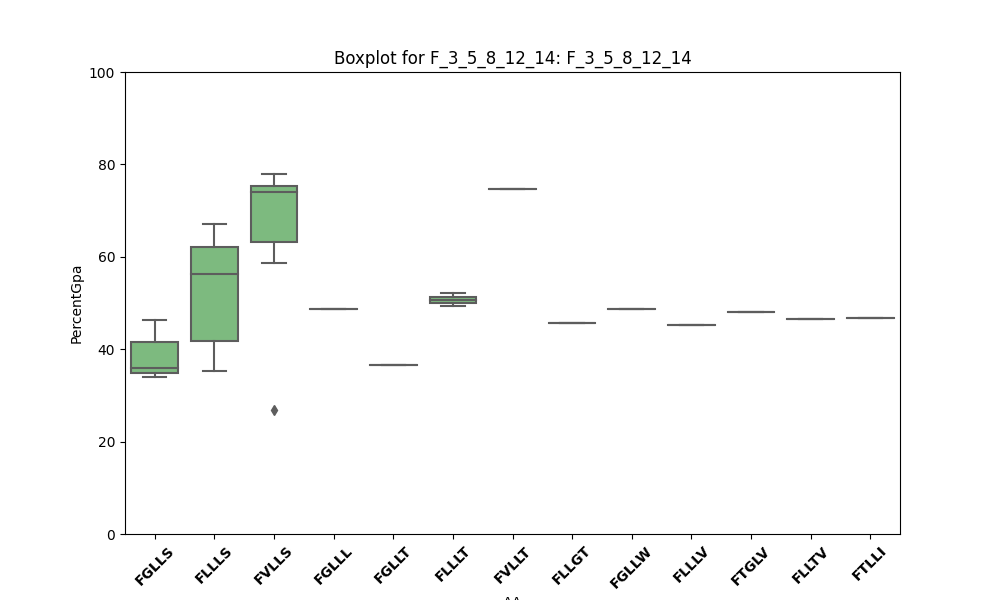 Boxplot for F_3_5_8_12_14: F_3_5_8_12_14
100
80
60
40
20
0
PercentGpa
FGLLS
FLLLS
FVLLS
FGLLL
FGLLT
FLLLT
FVLLT
FLLGT
FGLLW
FLLLV
FTGLV
FLLTV
FTLLI